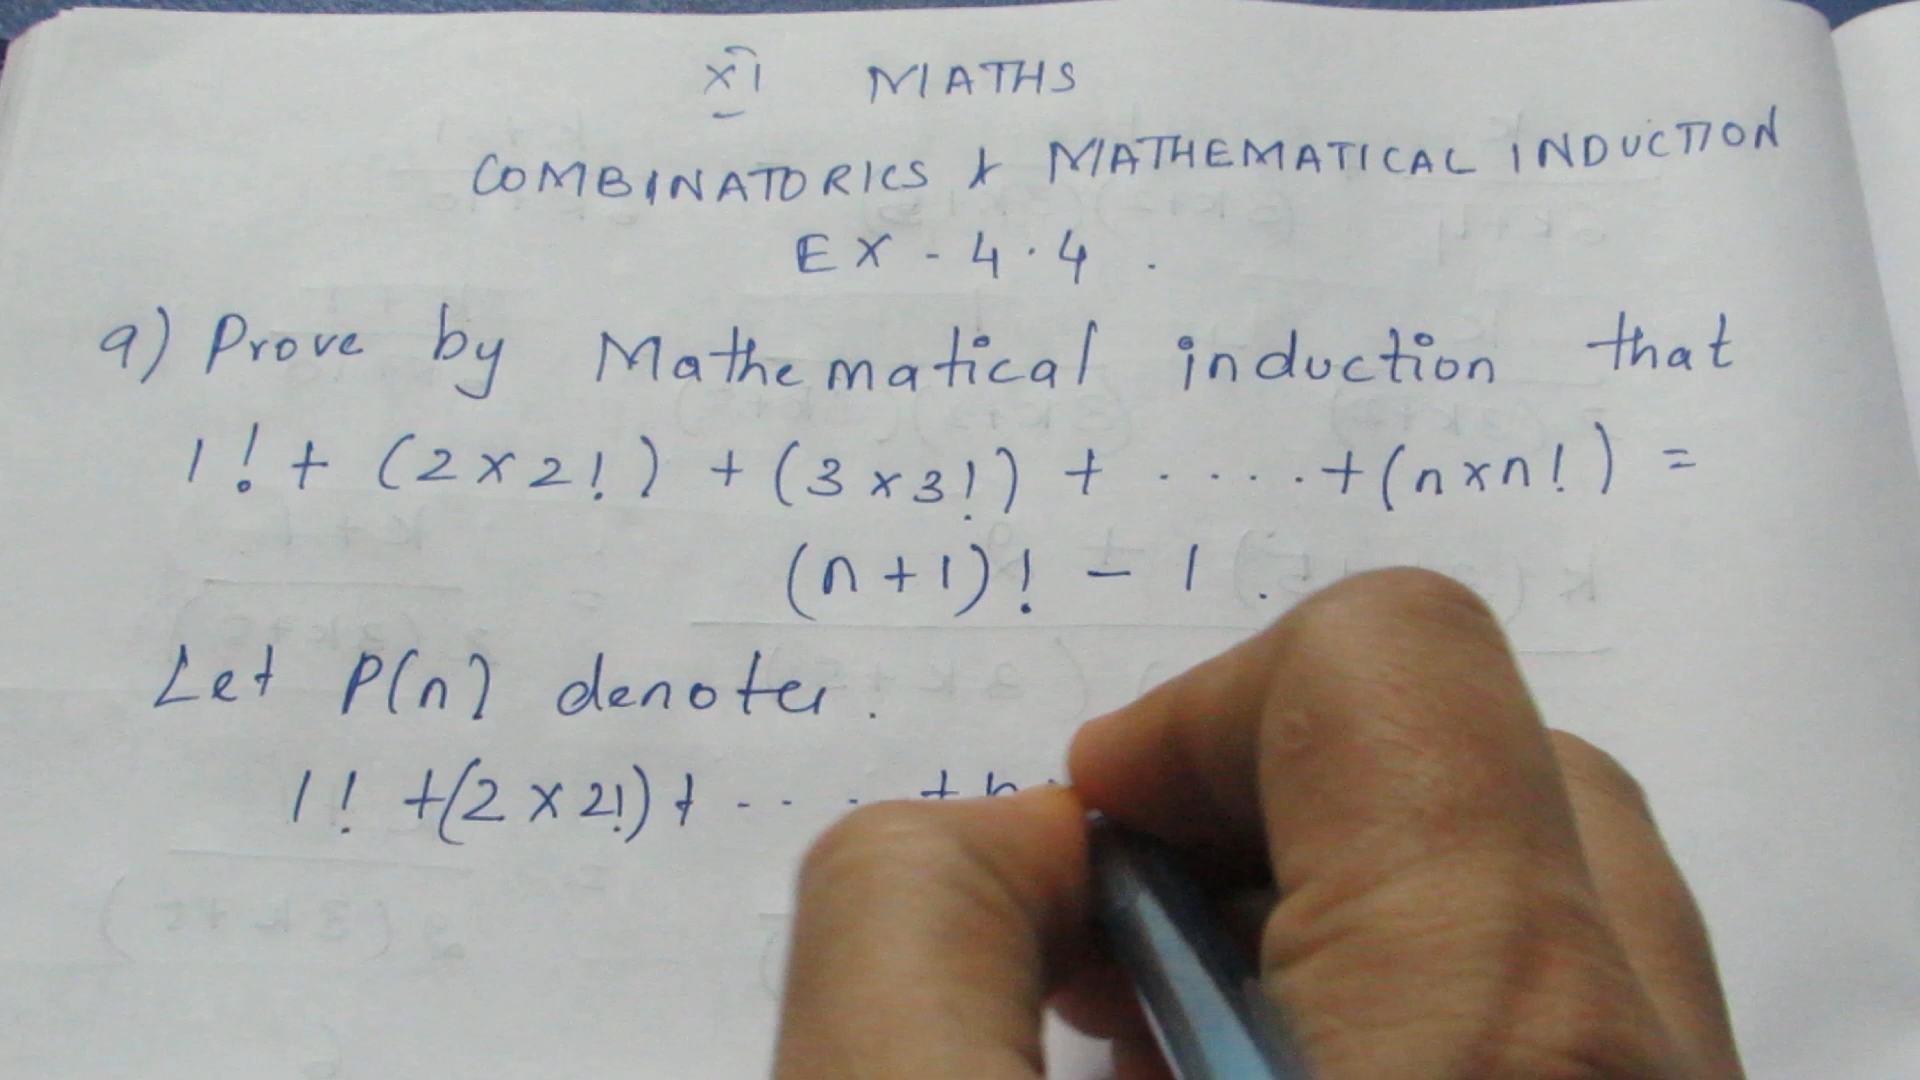 XI MATHS
COMBINATORICS & MATHEMATICAL INDUCTION
EX - 4.4.
9) Prove by Mathematical induction that
1! + (2 x 2!) + (3 x 3!) + ..... + (n x n!) =
(n + 1)! - 1.
Let P(n) denotes.
1! + (2 x 2!) + .... + n